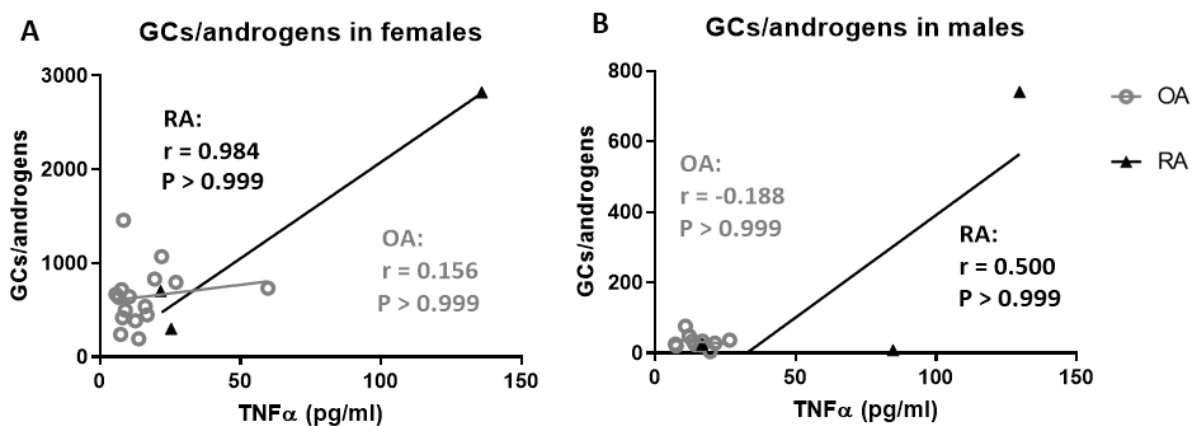 A
GCs/androgens in females
GCs/androgens
3000
2000
1000
0
0
50
100
150
TNFα (pg/ml)
RA:
r = 0.984
P > 0.999
OA:
r = 0.156
P > 0.999
B
GCs/androgens in males
GCs/androgens
800
600
400
200
0
0
50
100
150
TNFα (pg/ml)
OA:
r = -0.188
P > 0.999
RA:
r = 0.500
P > 0.999
OA
RA